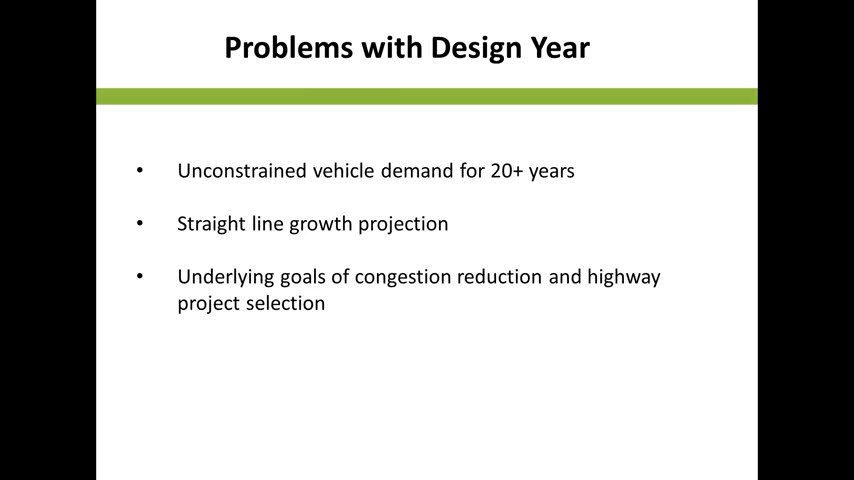 Problems with Design Year
• Unconstrained vehicle demand for 20+ years
• Straight line growth projection
• Underlying goals of congestion reduction and highway
project selection